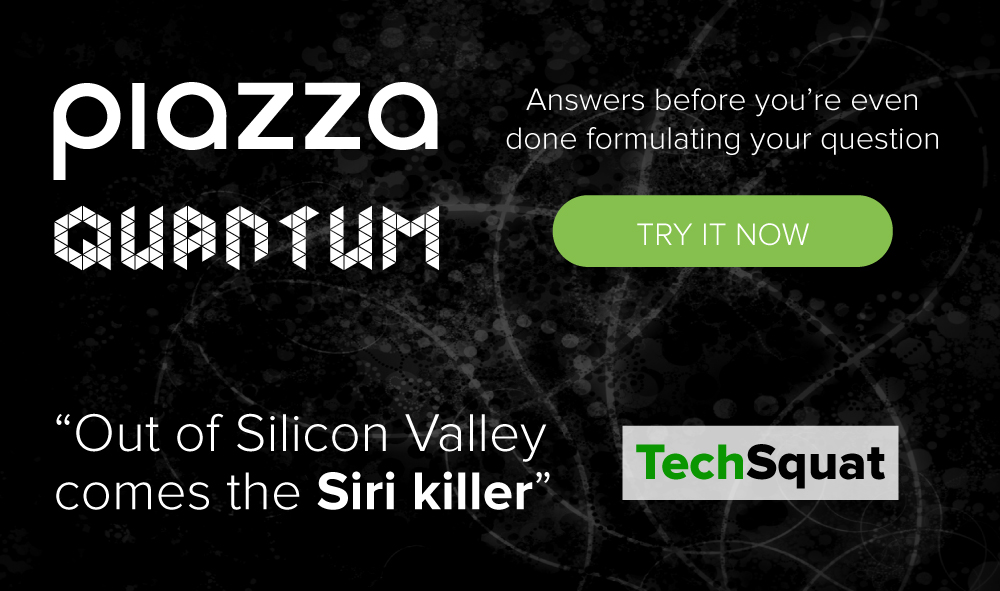 piazza
QUANTUM
Answers before you’re even
done formulating your question
TRY IT NOW
“Out of Silicon Valley
comes the Siri killer”
TechSquat